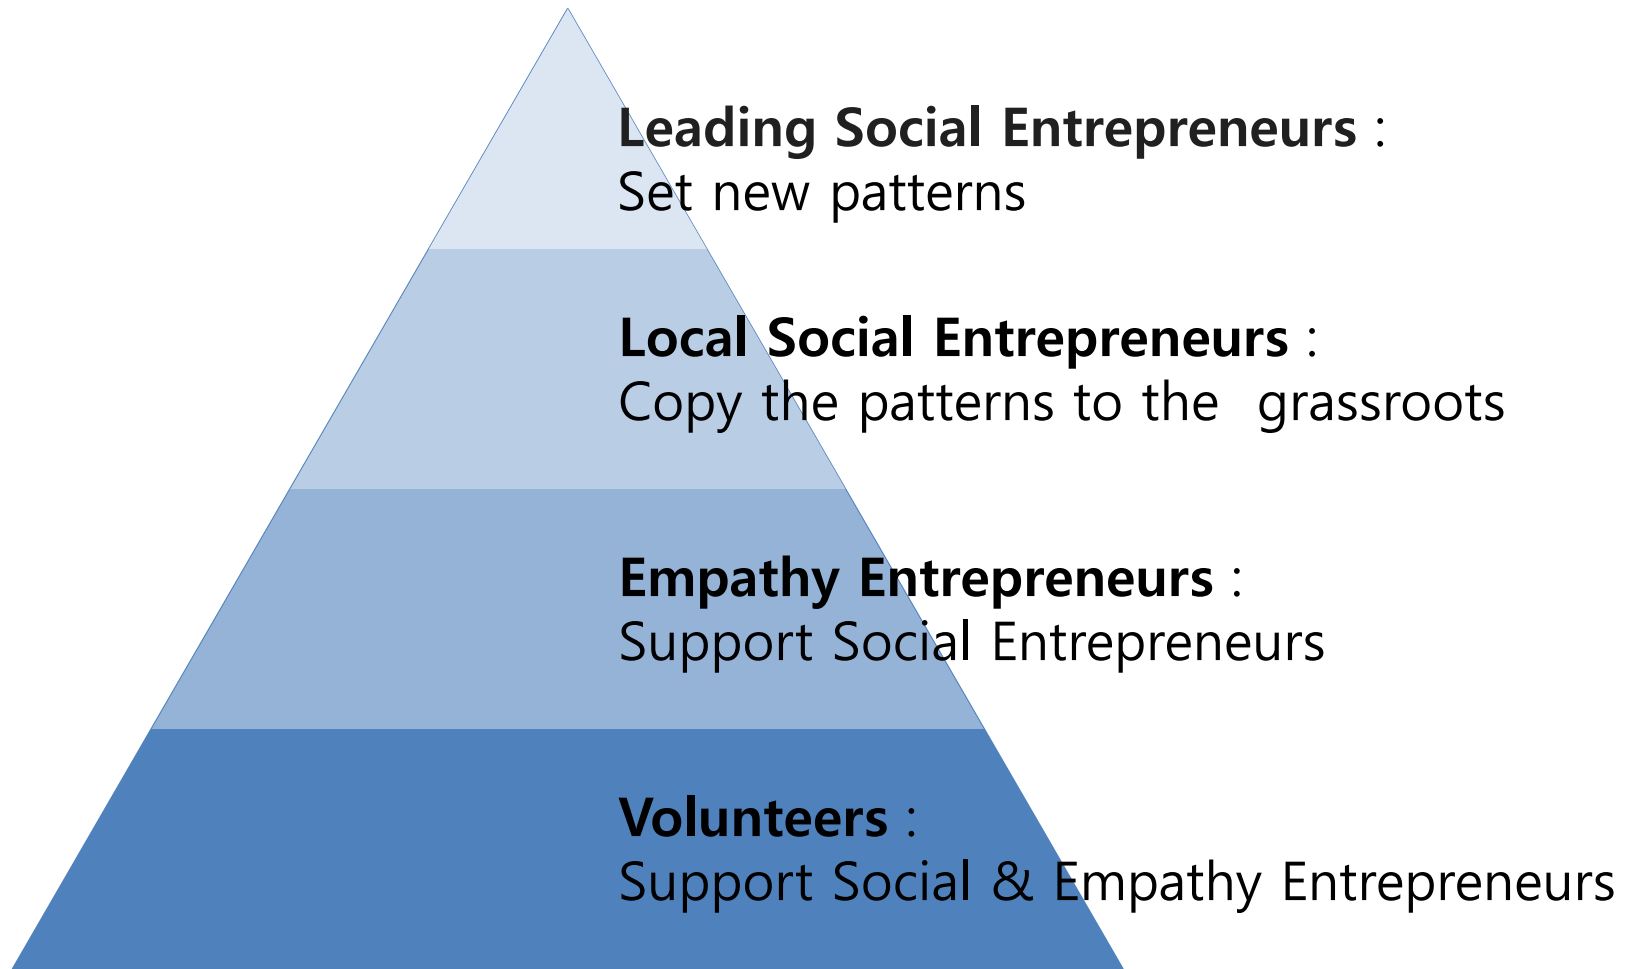 Leading Social Entrepreneurs :
Set new patterns
Local Social Entrepreneurs :
Copy the patterns to the  grassroots
Empathy Entrepreneurs :
Support Social Entrepreneurs
Volunteers :
Support Social & Empathy Entrepreneurs